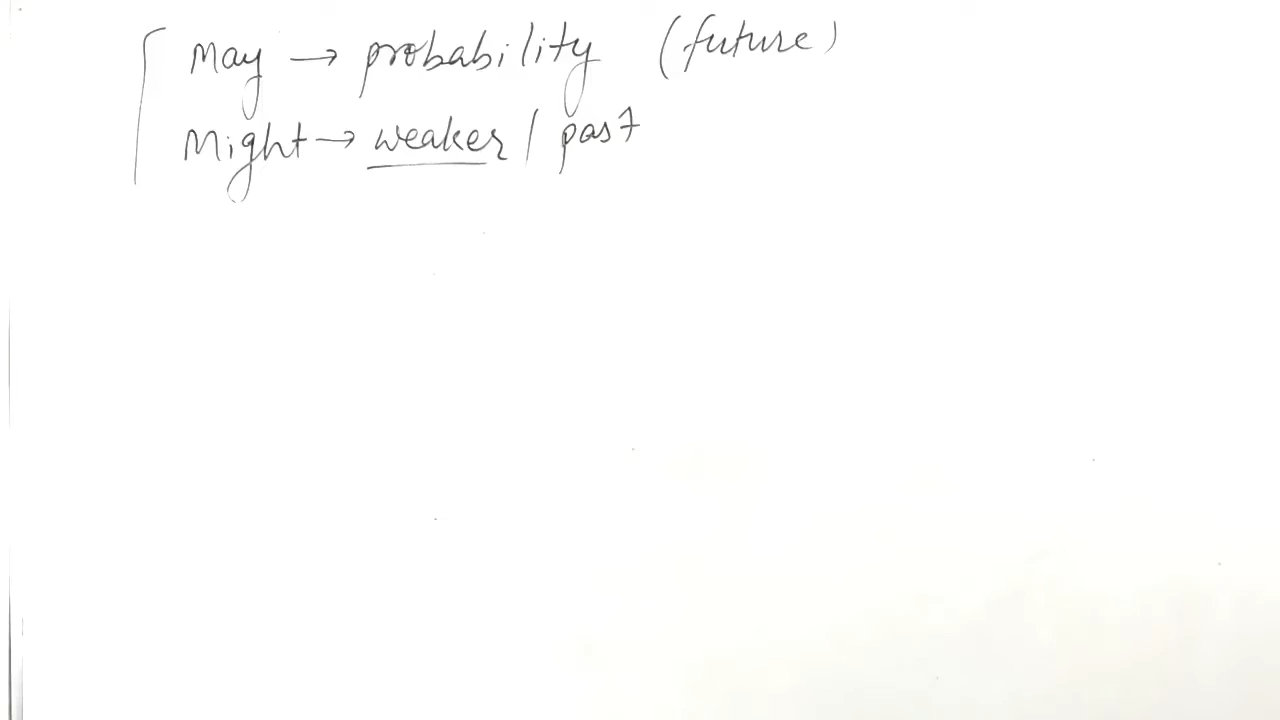 May → probability (future)
Might → weaker / past